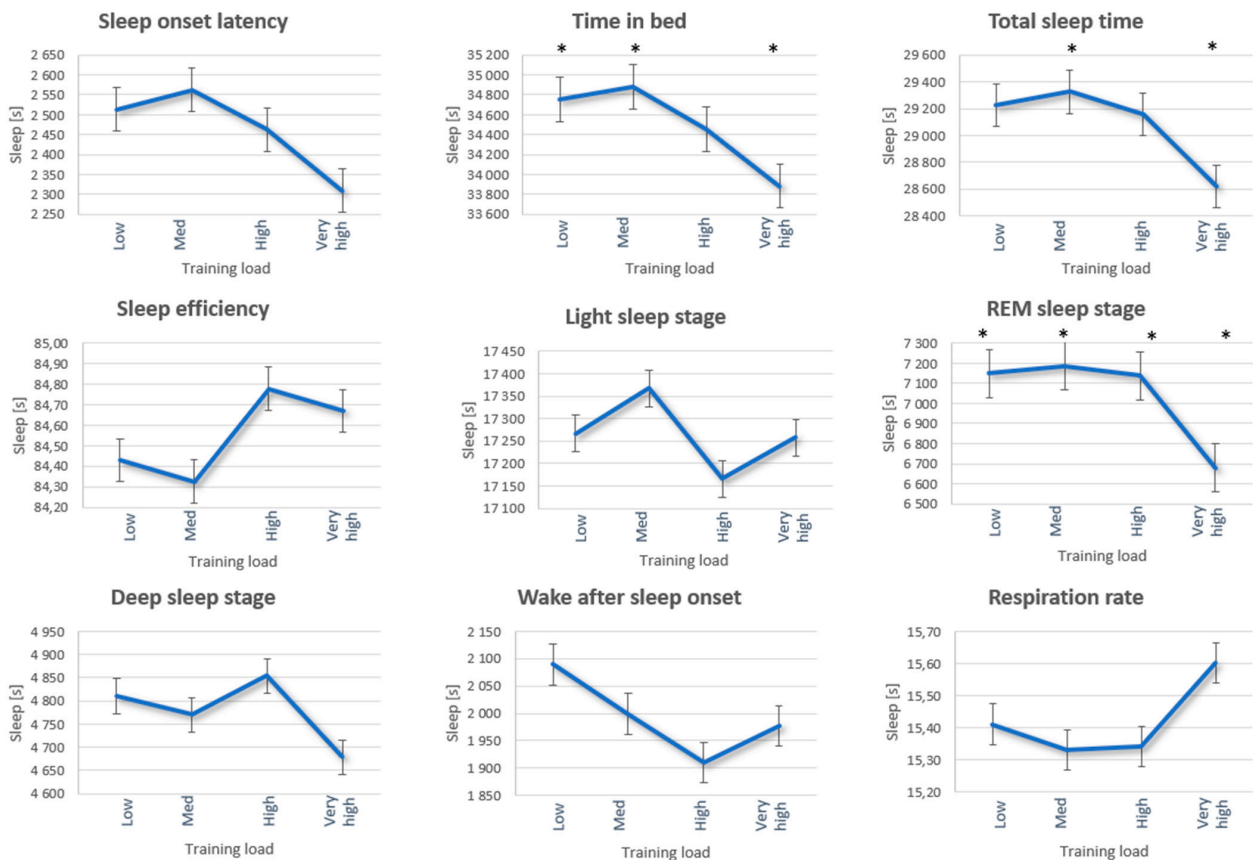 Sleep onset latency
Sleep [s]
2 650
2 600
2 550
2 500
2 450
2 400
2 350
2 300
2 250
Low
Med
High
Very
high
Training load
Time in bed
* * *
Sleep [s]
35 200
35 000
34 800
34 600
34 400
34 200
34 000
33 800
33 600
Low
Med
High
Very
high
Training load
Total sleep time
* *
Sleep [s]
29 600
29 400
29 200
29 000
28 800
28 600
28 400
Low
Med
High
Very
high
Training load
Sleep efficiency
Sleep [s]
85,00
84,90
84,80
84,70
84,60
84,50
84,40
84,30
84,20
Low
Med
High
Very
high
Training load
Light sleep stage
Sleep [s]
17 450
17 400
17 350
17 300
17 250
17 200
17 150
17 100
Low
Med
High
Very
high
Training load
REM sleep stage
* * * *
Sleep [s]
7 300
7 200
7 100
7 000
6 900
6 800
6 700
6 600
6 500
Low
Med
High
Very
high
Training load
Deep sleep stage
Sleep [s]
4 950
4 900
4 850
4 800
4 750
4 700
4 650
4 600
Low
Med
High
Very
high
Training load
Wake after sleep onset
Sleep [s]
2 150
2 100
2 050
2 000
1 950
1 900
1 850
Low
Med
High
Very
high
Training load
Respiration rate
Sleep [s]
15,70
15,60
15,50
15,40
15,30
15,20
Low
Med
High
Very
high
Training load